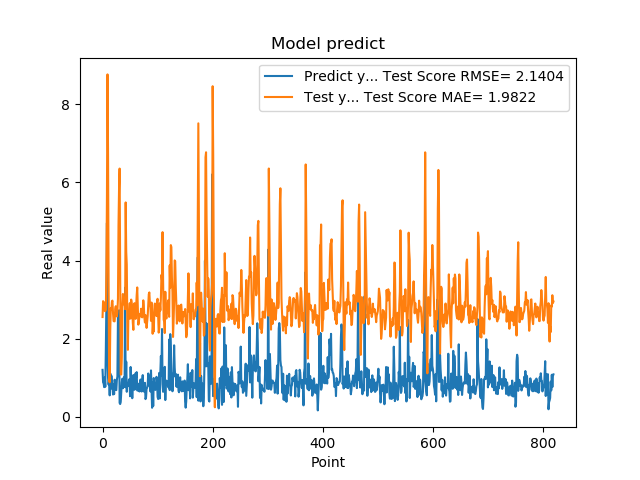 Model predict
Predict y... Test Score RMSE= 2.1404
Test y... Test Score MAE= 1.9822
8
6
4
2
0
Real value
0 200 400 600 800
Point